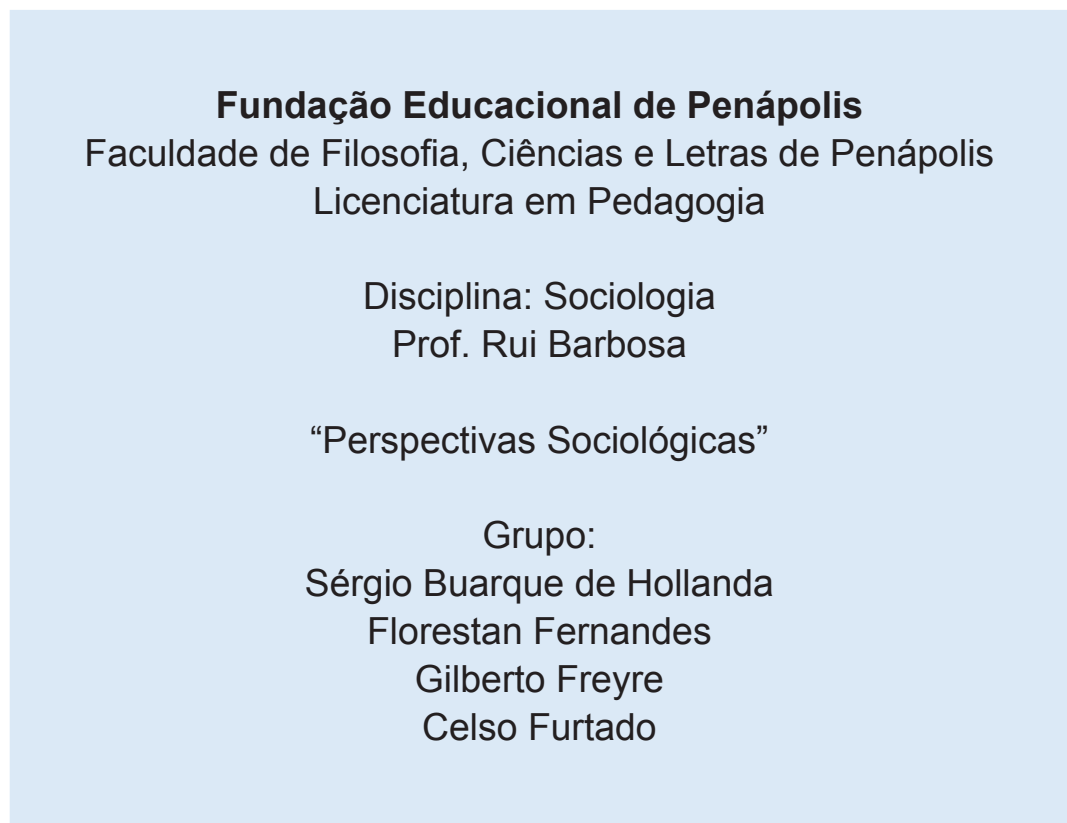 Fundação Educacional de Penápolis
Faculdade de Filosofia, Ciências e Letras de Penápolis
Licenciatura em Pedagogia
Disciplina: Sociologia
Prof. Rui Barbosa
“Perspectivas Sociológicas”
Grupo:
Sérgio Buarque de Hollanda
Florestan Fernandes
Gilberto Freyre
Celso Furtado